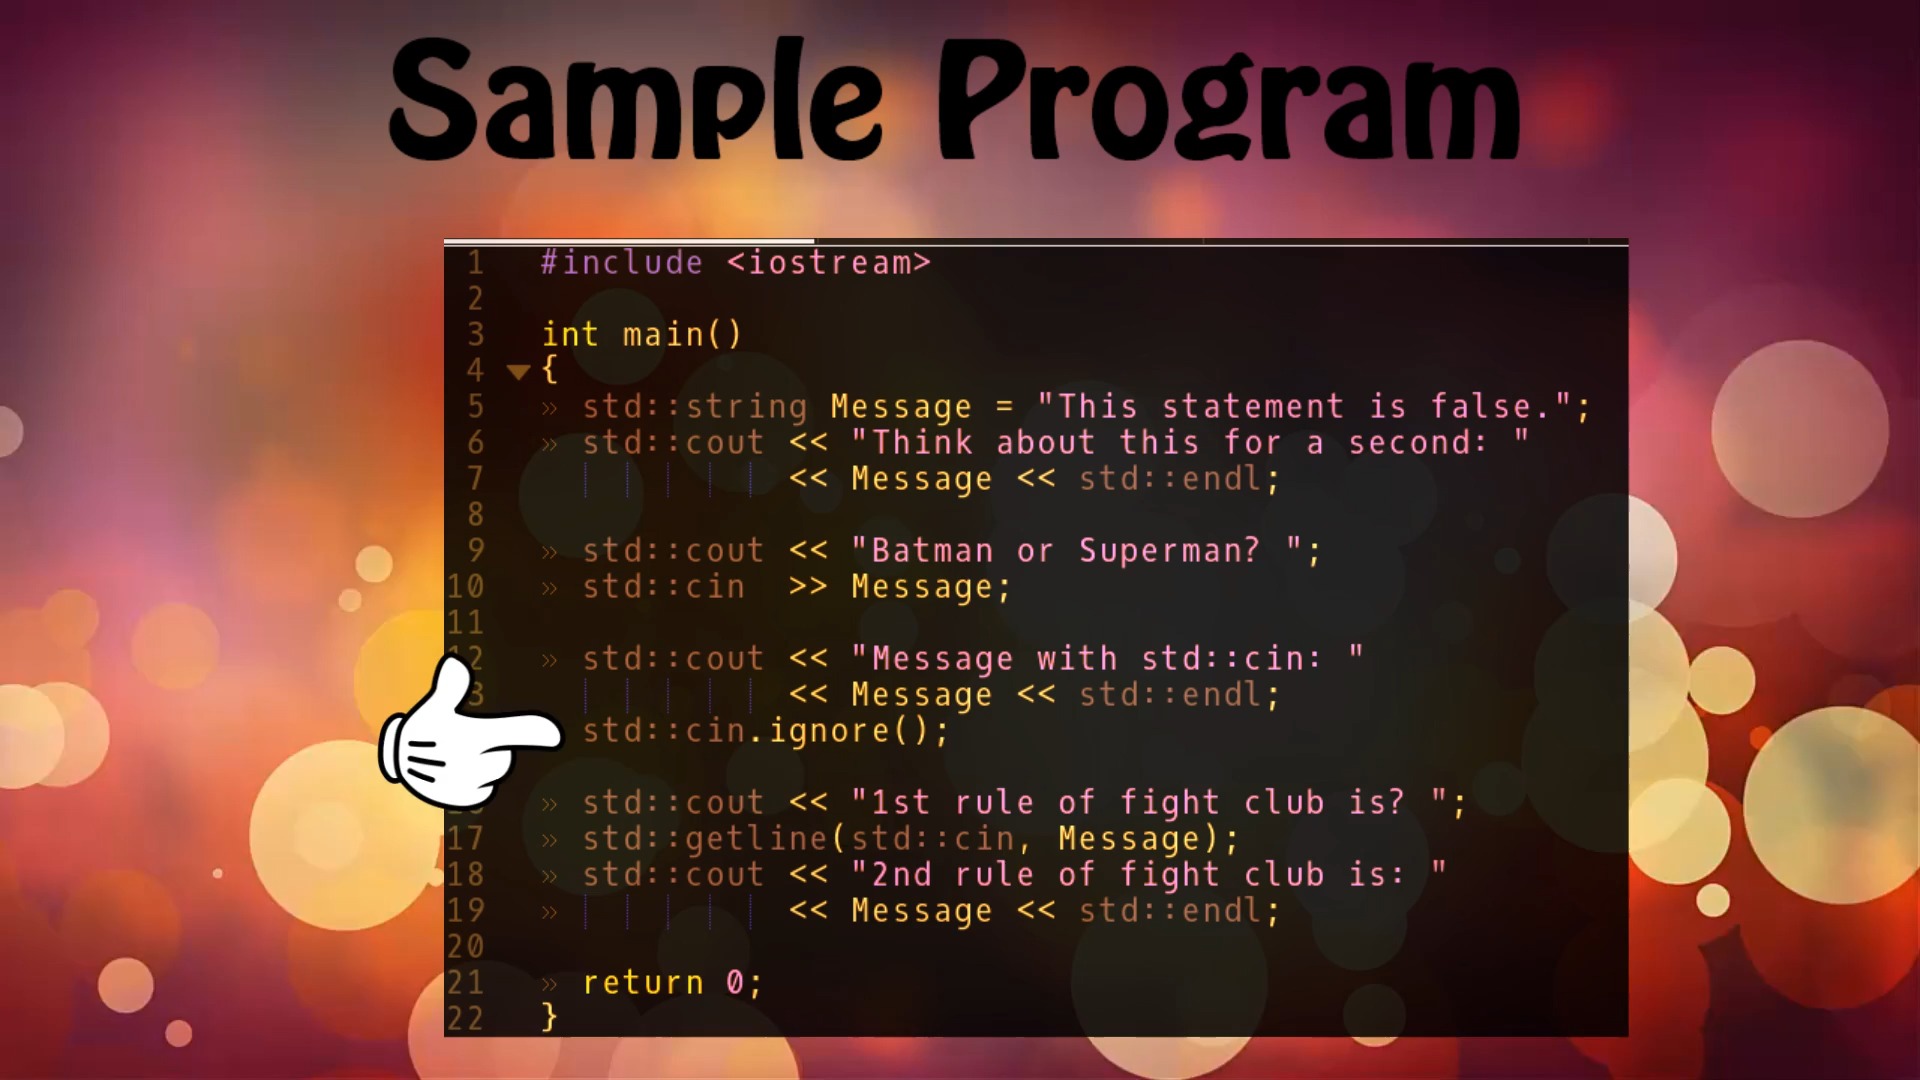 Sample Program
1 #include <iostream>
2
3 int main()
4 {
5 std::string Message = "This statement is false.";
6 std::cout << "Think about this for a second: "
7 << Message << std::endl;
8
9 std::cout << "Batman or Superman? ";
10 std::cin  >> Message;
11
12 std::cout << "Message with std::cin: "
3 << Message << std::endl;
std::cin.ignore();
std::cout << "1st rule of fight club is? ";
17 std::getline(std::cin, Message);
18 std::cout << "2nd rule of fight club is: "
19 << Message << std::endl;
20
21 return 0;
22 }